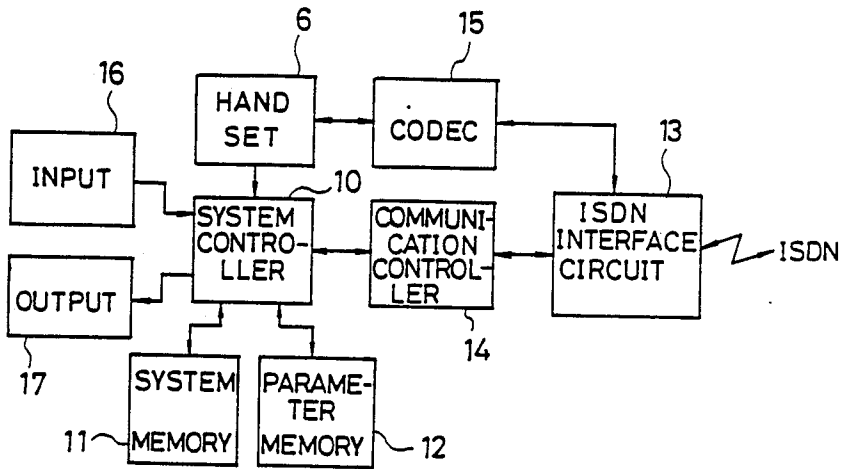 6
HAND
SET
15
CODEC
16
INPUT
10
SYSTEM
CONTRO-
LLER
COMMUNI-
CATION
CONTROL-
LER
14
13
ISDN
INTERFACE
CIRCUIT
ISDN
OUTPUT
17
SYSTEM
MEMORY
11
PARAME-
TER
MEMORY
12